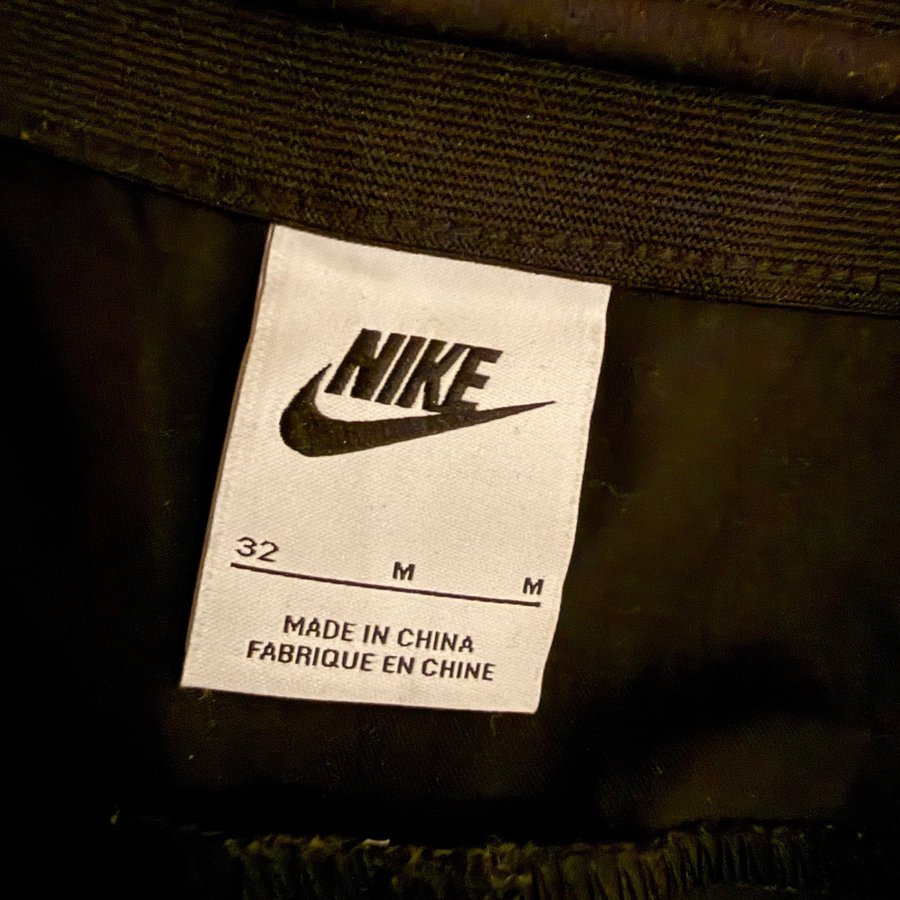 NIKE
32 M M
MADE IN CHINA
FABRIQUE EN CHINE